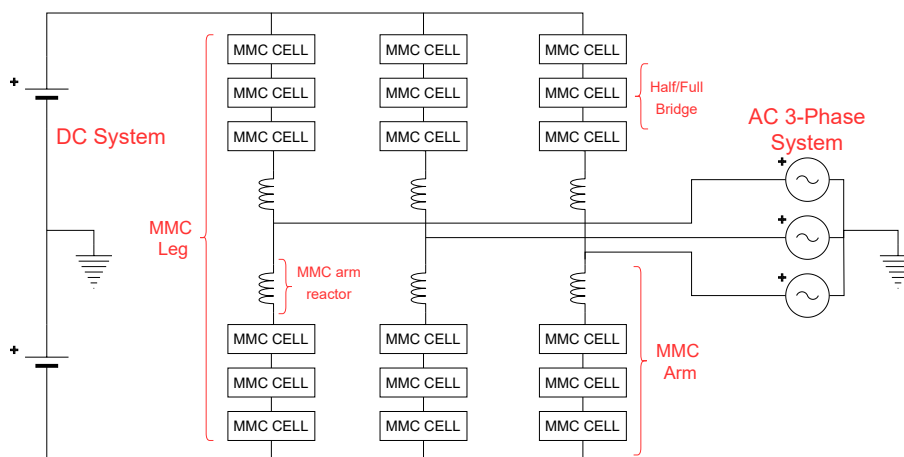 MMC CELL MMC CELL MMC CELL
MMC CELL MMC CELL MMC CELL
Half/Full
Bridge
MMC CELL MMC CELL MMC CELL
+
DC System
AC 3-Phase
System
+
+
+
MMC
Leg
MMC arm
reactor
+
MMC CELL MMC CELL MMC CELL
MMC
Arm
MMC CELL MMC CELL MMC CELL
MMC CELL MMC CELL MMC CELL